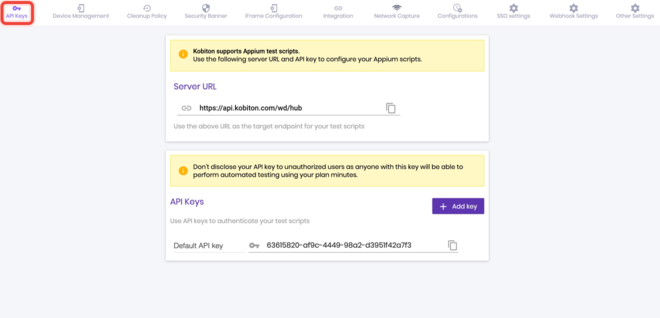 API Keys
Device Management
Cleanup Policy
Security Banner
iFrame Configuration
Integration
Network Capture
Configurations
SSO settings
Webhook Settings
Other Settings
Kobiton supports Appium test scripts.
Use the following server URL and API key to configure your Appium scripts.
Server URL
https://api.kobiton.com/wd/hub
Use the above URL as the target endpoint for your test scripts
Don't disclose your API key to unauthorized users as anyone with this key will be able to
perform automated testing using your plan minutes.
API Keys
Add key
Use API keys to authenticate your test scripts
Default API key
63615820-af9c-4449-98a2-d3951f42a7f3